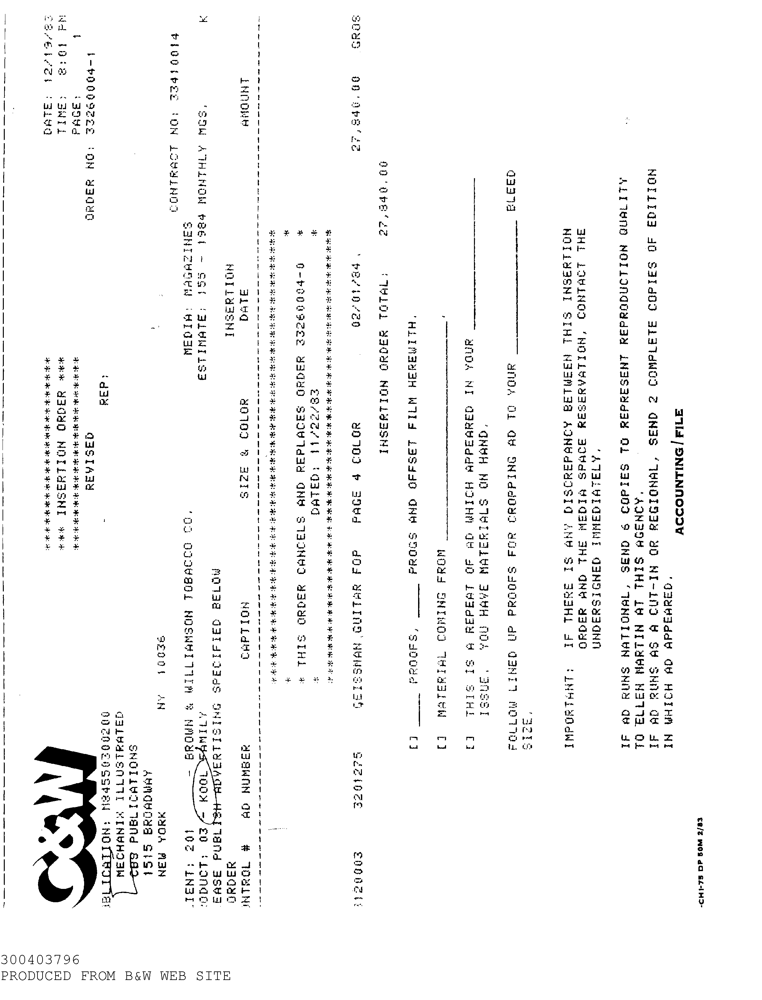 C&W
DATE: 12/19/83
TIME: 8:01 PM
PAGE: 1
*****************************
*** INSERTION ORDER ***
*****************************
REVISED
ORDER NO: 33260004-1
REP:
BLICATION: M84550300200
MECHANIX ILLUSTRATED
CBS PUBLICATIONS
1515 BROADWAY
NEW YORK NY 10036
CONTRACT NO: 33410014
IENT: 201 - BROWN & WILLIAMSON TOBACCO CO. MEDIA: MAGAZINES
ODUCT: 03 - KOOL FAMILY ESTIMATE: 155 - 1984 MONTHLY MGS. K
EASE PUBLISH ADVERTISING SPECIFIED BELOW
ORDER INSERTION
NTROL # AD NUMBER CAPTION SIZE & COLOR DATE AMOUNT
* THIS ORDER CANCELS AND REPLACES ORDER 33260004-0 *
* DATED: 11/22/83 *
3120003 3201275 GEISSMAN,GUITAR FOP PAGE 4 COLOR 02/01/84 27,840.00 GROS
INSERTION ORDER TOTAL: 27,840.00
[] ____ PROOFS, ____ PROGS AND OFFSET FILM HEREWITH.
[] MATERIAL COMING FROM ____________________.
[] THIS IS A REPEAT OF AD WHICH APPEARED IN YOUR ____________________
ISSUE. YOU HAVE MATERIALS ON HAND.
FOLLOW LINED UP PROOFS FOR CROPPING AD TO YOUR ____________________ BLEED
SIZE.
IMPORTANT: IF THERE IS ANY DISCREPANCY BETWEEN THIS INSERTION
ORDER AND THE MEDIA SPACE RESERVATION, CONTACT THE
UNDERSIGNED IMMEDIATELY.
IF AD RUNS NATIONAL, SEND 6 COPIES TO REPRESENT REPRODUCTION QUALITY
TO ELLEN MARTIN AT THIS AGENCY.
IF AD RUNS AS A CUT-IN OR REGIONAL, SEND 2 COMPLETE COPIES OF EDITION
IN WHICH AD APPEARED.
ACCOUNTING/FILE
-CHI-75 DP 50M 2/83
300403796
PRODUCED FROM B&W WEB SITE